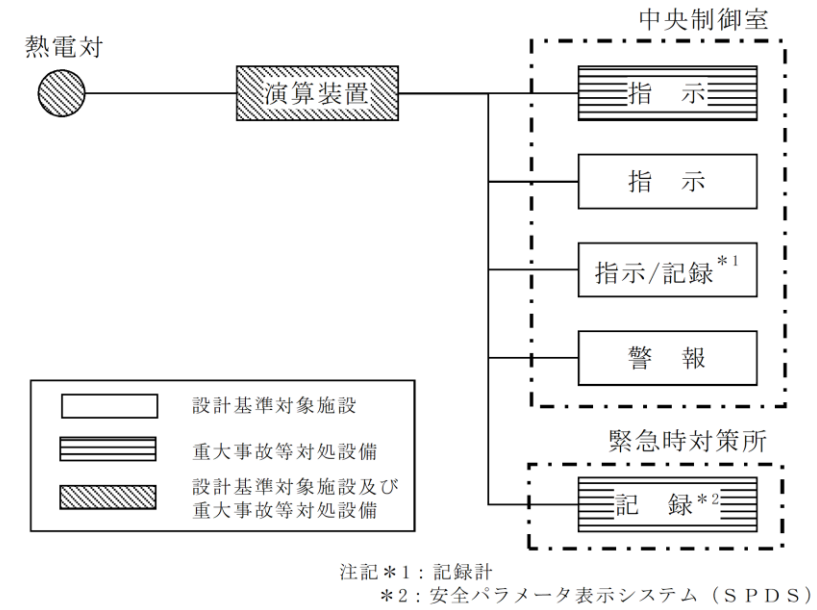 中央制御室
熱電対
演算装置
指　示
指　示
指示/記録＊1
警　報
緊急時対策所
記　録＊2
設計基準対象施設
重大事故等対処設備
設計基準対象施設及び
重大事故等対処設備
注記＊1：記録計
＊2：安全パラメータ表示システム（ＳＰＤＳ）